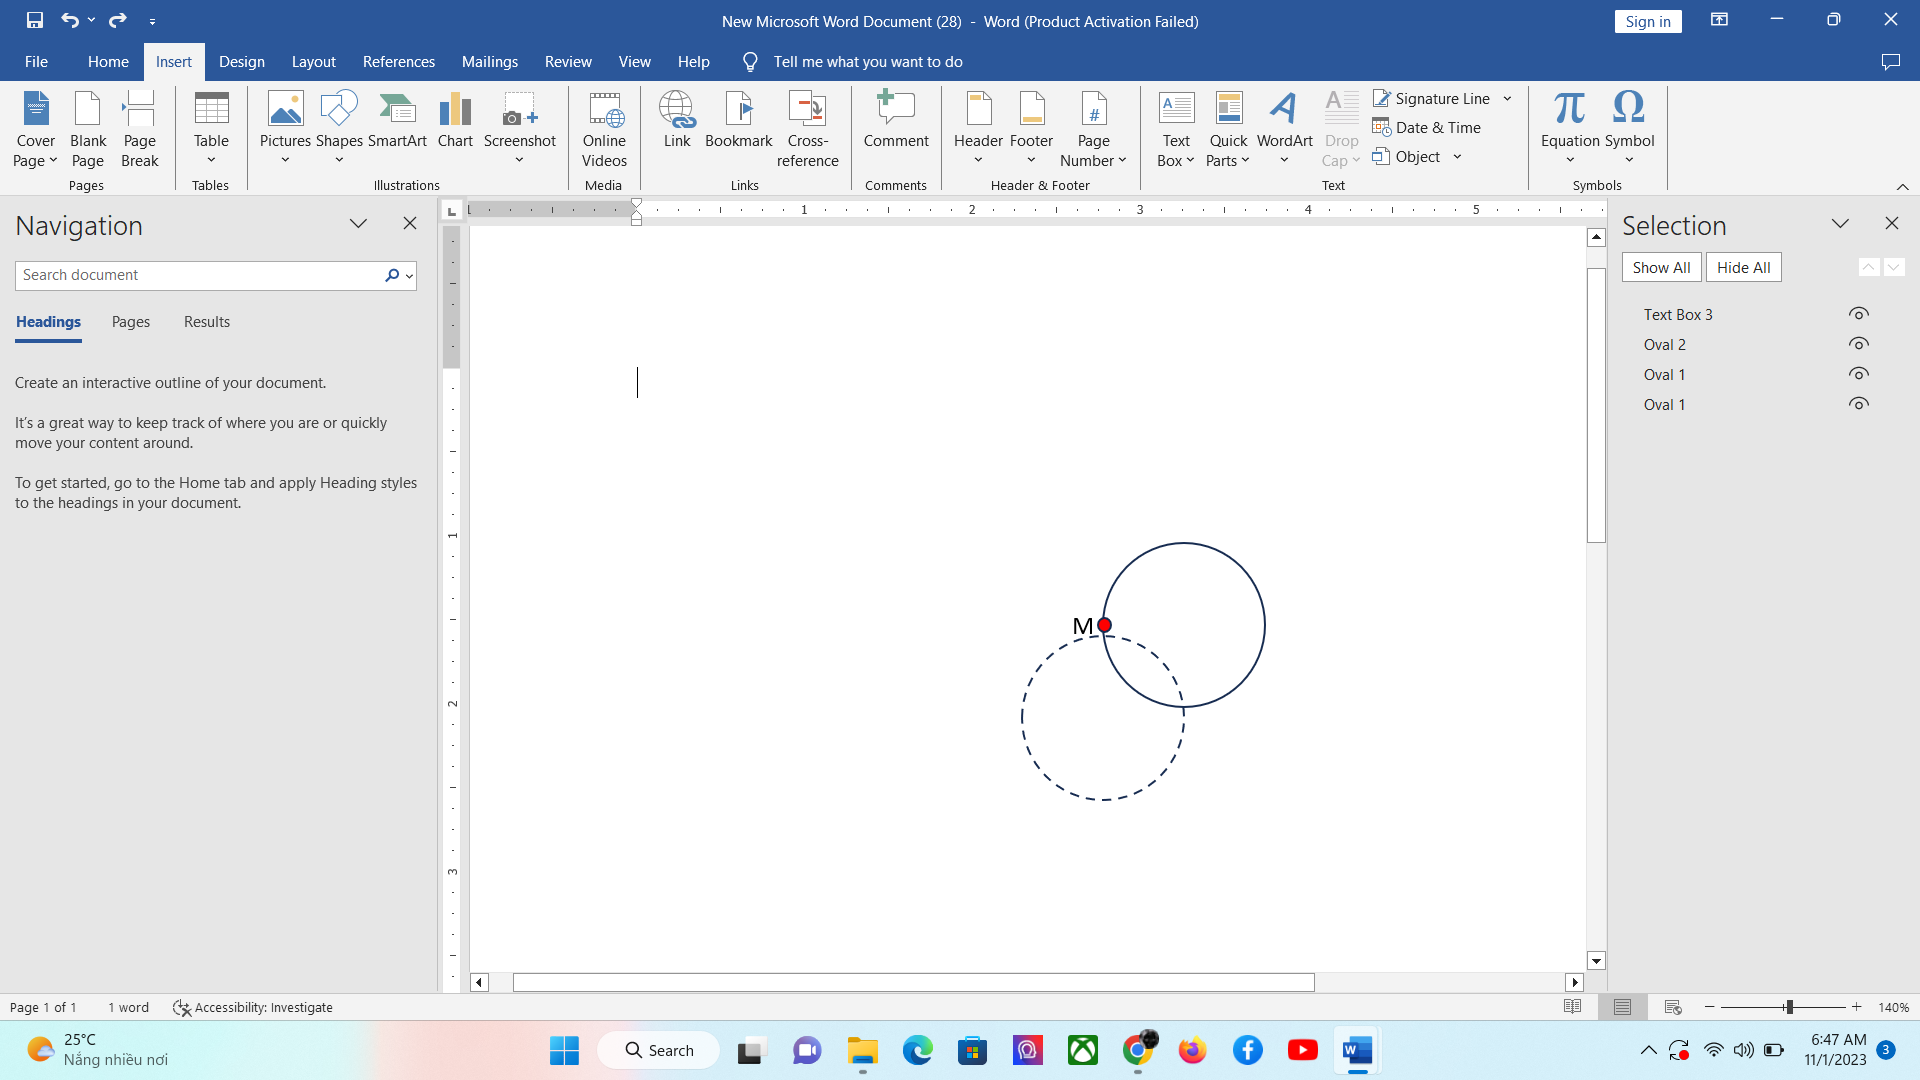 New Microsoft Word Document (28) - Word (Product Activation Failed)
Sign in
File Home Insert Design Layout References Mailings Review View Help Tell me what you want to do
Cover Page
Blank Page
Page Break
Pages
Table
Tables
Pictures
Shapes
SmartArt
Chart
Screenshot
Illustrations
Online Videos
Media
Link
Bookmark
Cross-reference
Links
Comment
Comments
Header
Footer
Page Number
Header & Footer
Text Box
Quick Parts
WordArt
Drop Cap
Signature Line
Date & Time
Object
Text
Equation
Symbol
Symbols
Navigation
Search document
Headings Pages Results
Create an interactive outline of your document.
It's a great way to keep track of where you are or quickly
move your content around.
To get started, go to the Home tab and apply Heading styles
to the headings in your document.
L
1 1 2 3 4 5
1
2
3
M
Selection
Show All Hide All
Text Box 3
Oval 2
Oval 1
Oval 1
Page 1 of 1 1 word Accessibility: Investigate
140%
25°C
Nắng nhiều nơi
Search
W
6:47 AM
11/1/2023
3